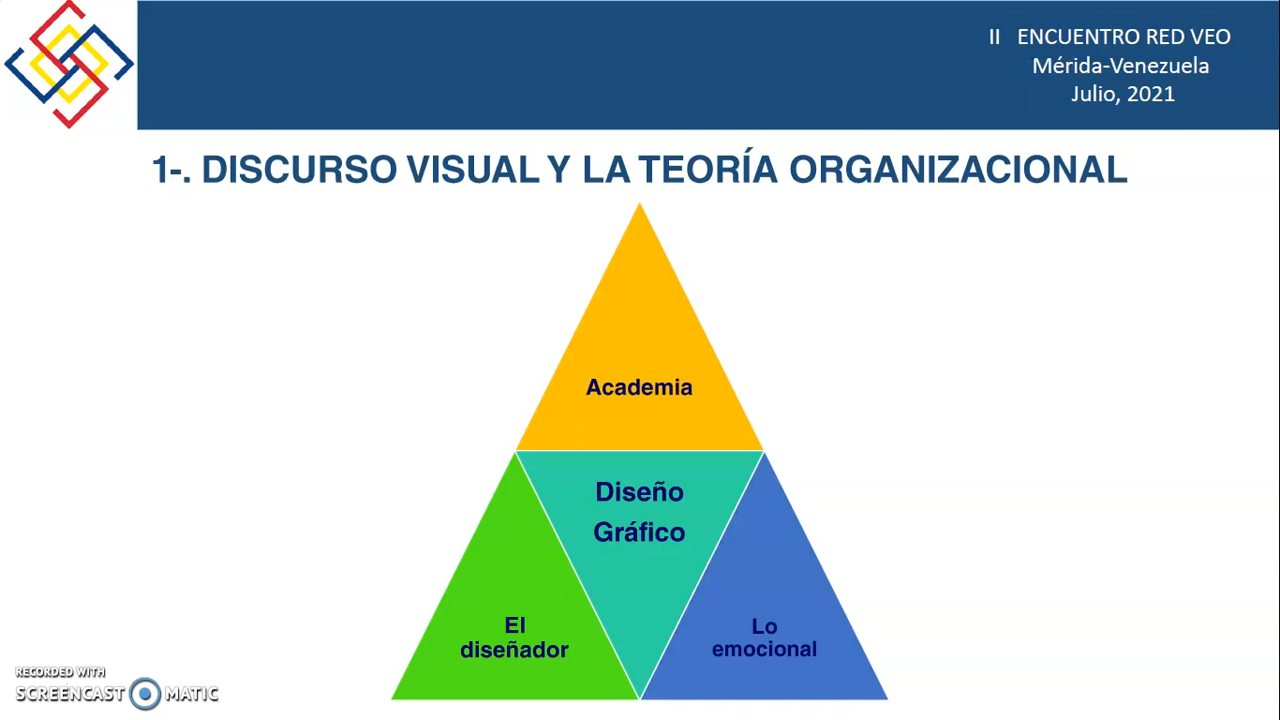 II ENCUENTRO RED VEO
Mérida-Venezuela
Julio, 2021
1-. DISCURSO VISUAL Y LA TEORÍA ORGANIZACIONAL
Academia
Diseño
Gráfico
El
diseñador
Lo
emocional
RECORDED WITH
SCREENCAST MATIC